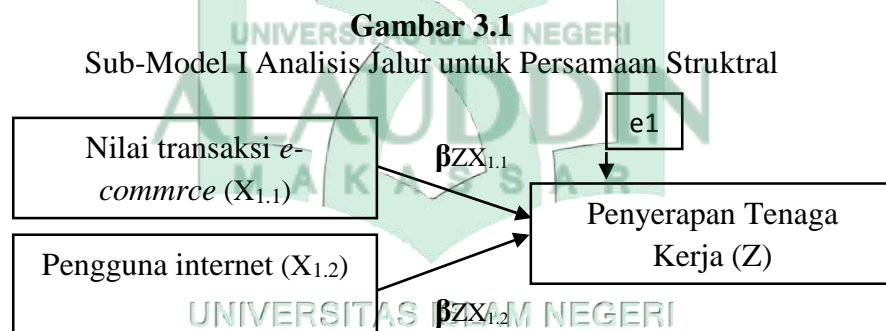 UNIVERSITAS ISLAM NEGERI
Gambar 3.1
Sub-Model I Analisis Jalur untuk Persamaan Struktral
ALAUDDIN
e1
Nilai transaksi e-
commrce (X1.1)
βZX1.1
MAKASSAR
Penyerapan Tenaga
Kerja (Z)
Pengguna internet (X1.2)
βZX1.2
UNIVERSITAS ISLAM NEGERI